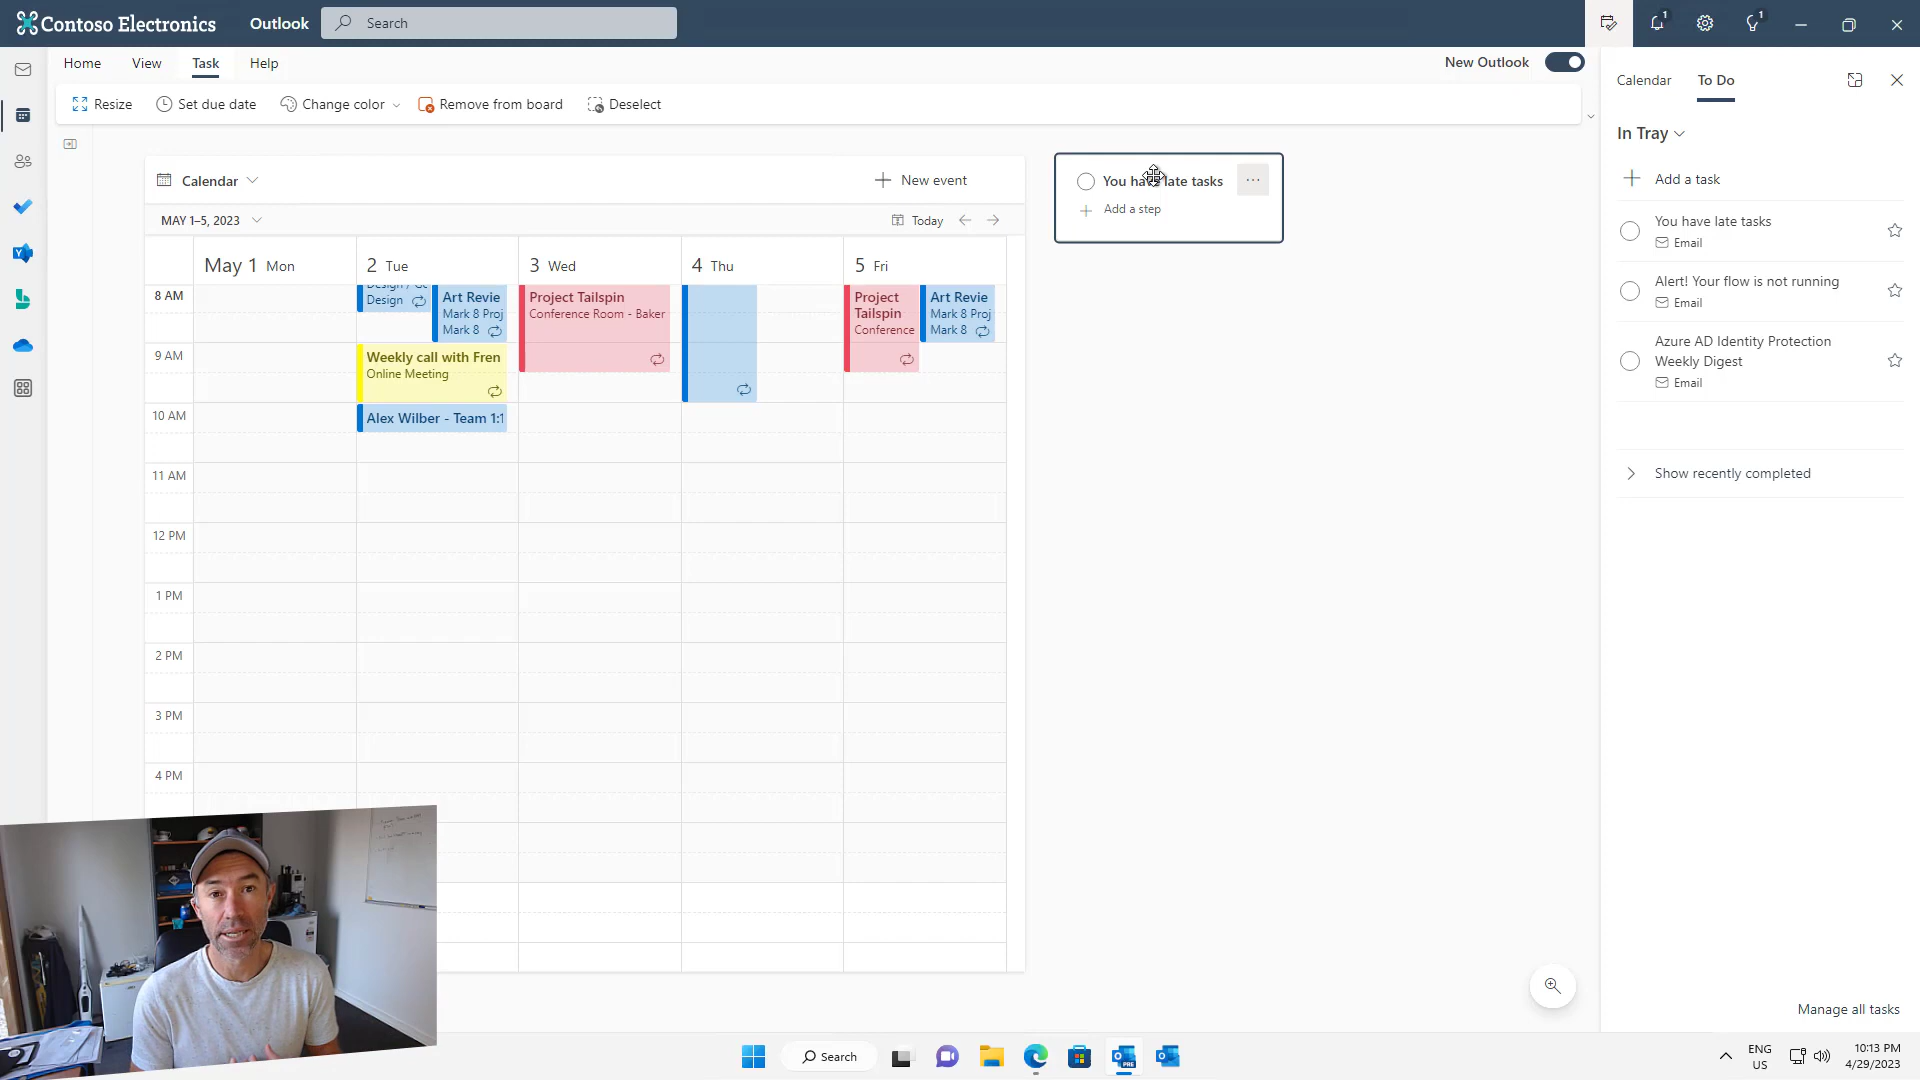 Contoso Electronics
Outlook
Search
1
1
Home
View
Task
Help
New Outlook
Resize
Set due date
Change color
Remove from board
Deselect
Calendar
New event
MAY 1–5, 2023
Today
May 1 Mon
2 Tue
3 Wed
4 Thu
5 Fri
8 AM
9 AM
10 AM
11 AM
12 PM
1 PM
2 PM
3 PM
4 PM
Design
Art Revie
Mark 8 Proj
Mark 8
Weekly call with Fren
Online Meeting
Alex Wilber - Team 1:1
Project Tailspin
Conference Room - Baker
Project
Tailspin
Conference
Art Revie
Mark 8 Proj
Mark 8
You have late tasks
Add a step
Calendar
To Do
In Tray
Add a task
You have late tasks
Email
Alert! Your flow is not running
Email
Azure AD Identity Protection
Weekly Digest
Email
Show recently completed
Manage all tasks
Search
PRE
ENG
US
10:13 PM
4/29/2023